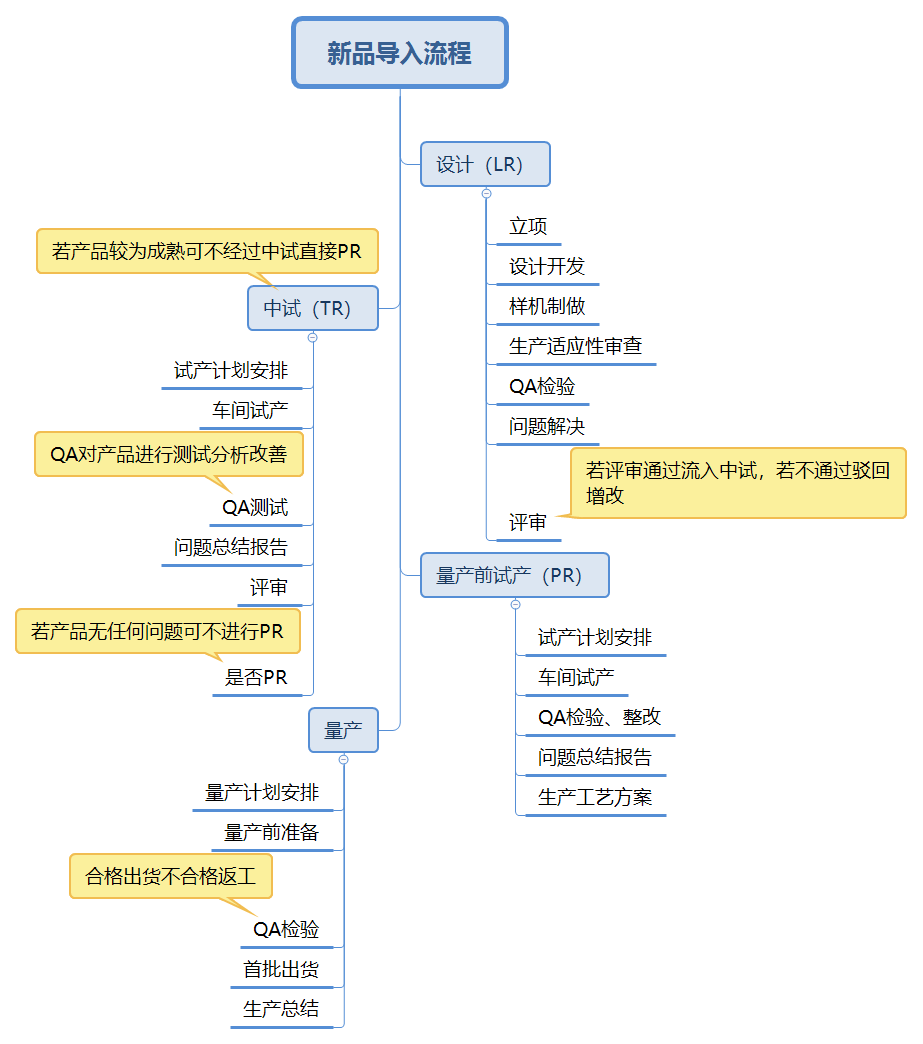 新品导入流程
设计（LR）
立项
设计开发
样机制做
生产适应性审查
QA检验
问题解决
若评审通过流入中试，若不通过驳回
增改
评审
若产品较为成熟可不经过中试直接PR
中试（TR）
试产计划安排
车间试产
QA对产品进行测试分析改善
QA测试
问题总结报告
评审
若产品无任何问题可不进行PR
是否PR
量产前试产（PR）
试产计划安排
车间试产
QA检验、整改
问题总结报告
生产工艺方案
量产
量产计划安排
量产前准备
合格出货不合格返工
QA检验
首批出货
生产总结